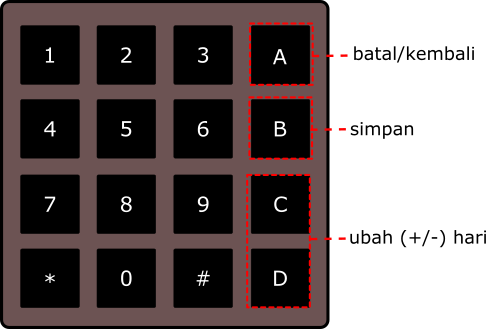 1 2 3 A batal/kembali
4 5 6 B simpan
7 8 9 C
ubah (+/-) hari
* 0 # D